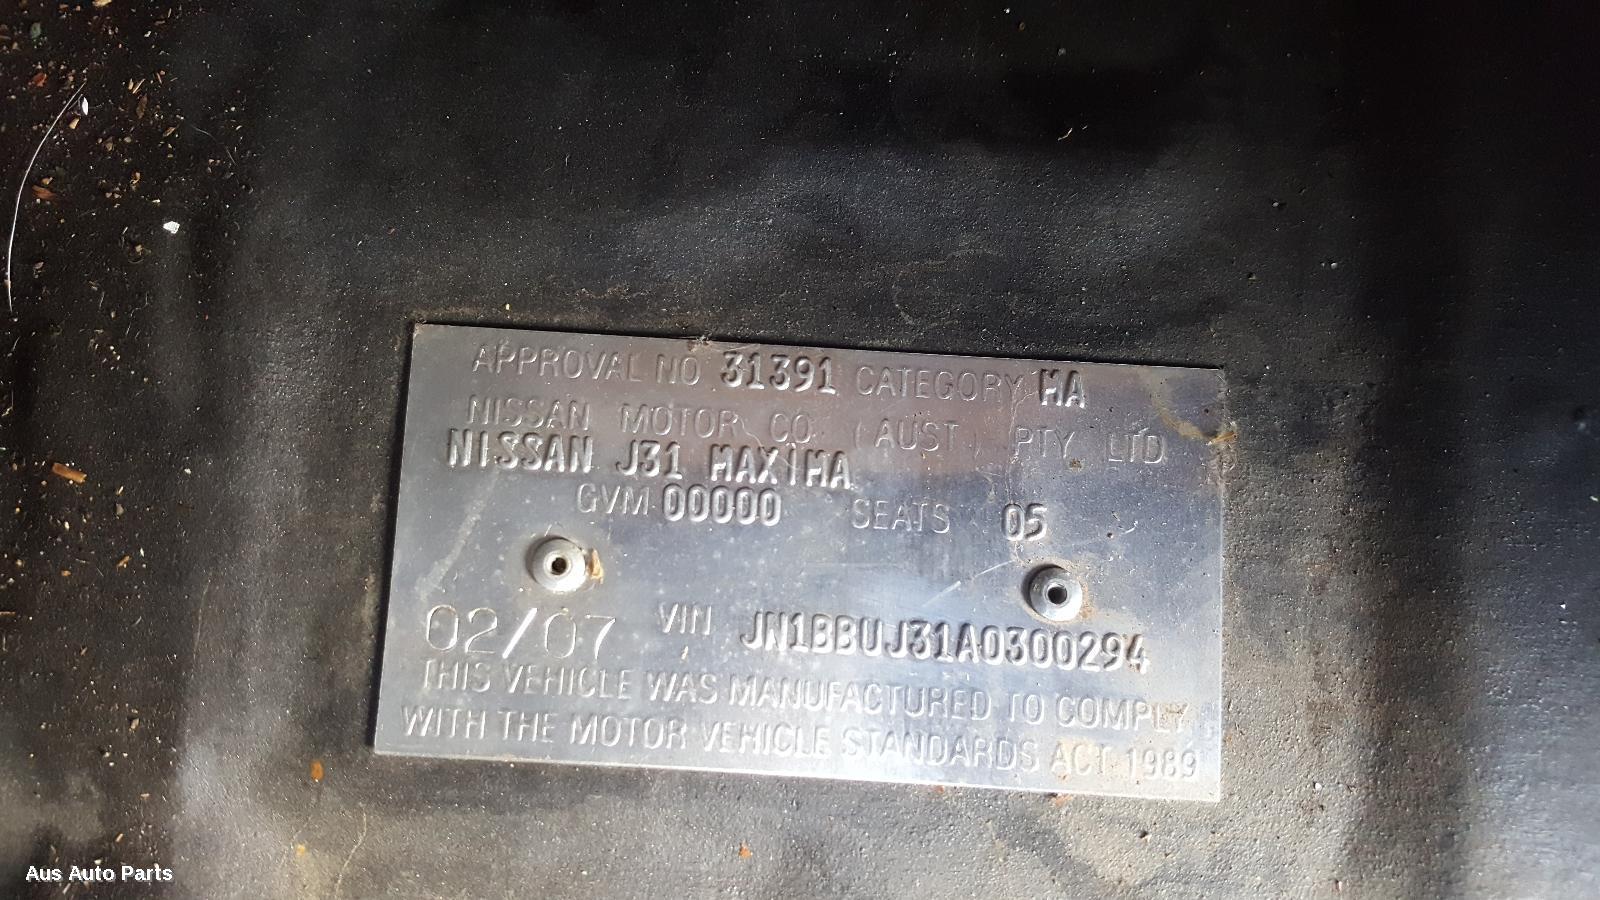 APPROVAL NO 31391 CATEGORY MA
NISSAN MOTOR CO (AUST) PTY LTD
NISSAN J31 MAXIMA
GVM 00000 SEATS 05
02/07 VIN JN1BBUJ31A0300294
THIS VEHICLE WAS MANUFACTURED TO COMPLY
WITH THE MOTOR VEHICLE STANDARDS ACT 1989
Aus Auto Parts